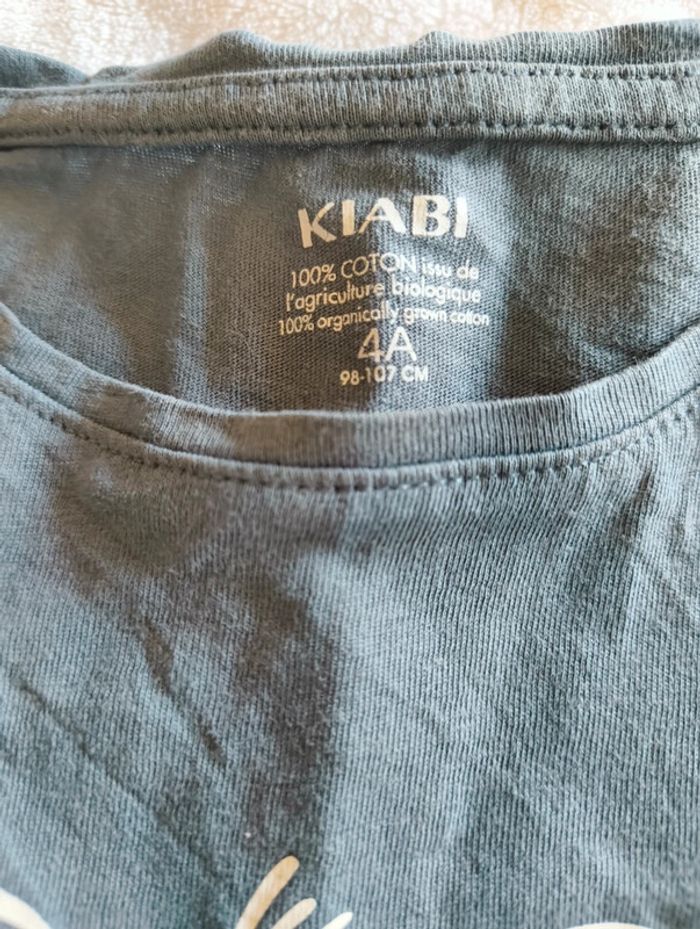 KIABI
100% COTON issu de
l'agriculture biologique
100% organically grown cotton
4A
98-107 CM